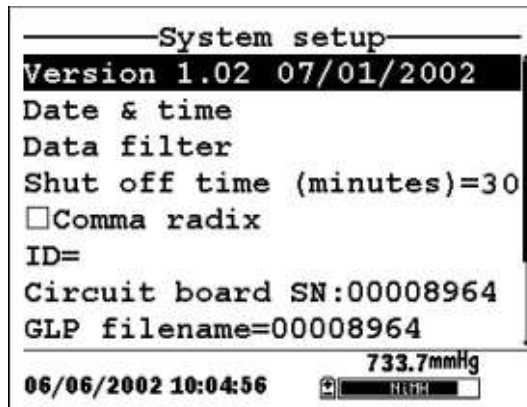 System setup
Version 1.02 07/01/2002
Date & time
Data filter
Shut off time (minutes)=30
Comma radix
ID=
Circuit board SN:00008964
GLP filename=00008964
733.7mmHg
06/06/2002 10:04:56
NiMH